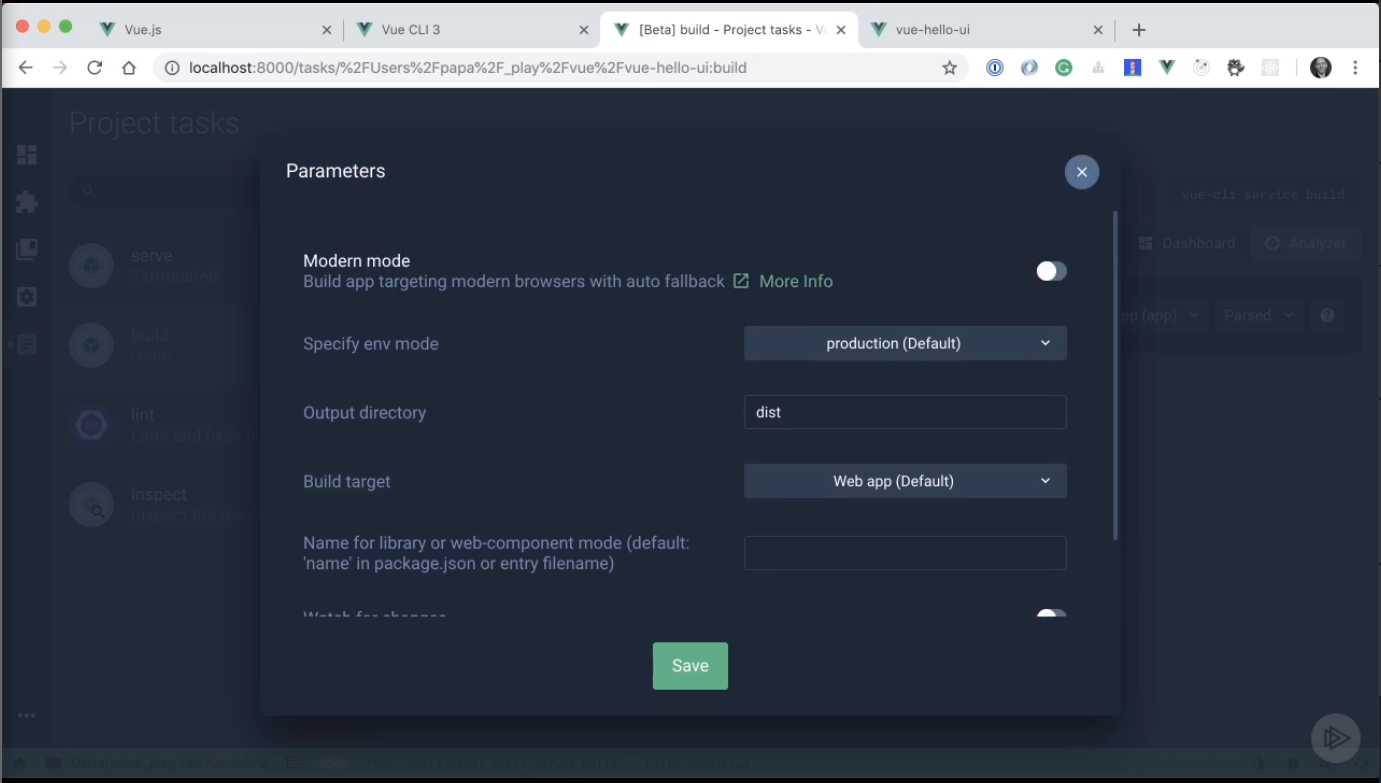 Vue.js
Vue CLI 3
[Beta] build - Project tasks - V
vue-hello-ui
localhost:8000/tasks/%2FUsers%2Fpapa%2F_play%2Fvue%2Fvue-hello-ui:build
Project tasks
Parameters
vue-cli-service build
Modern mode
Build app targeting modern browsers with auto fallback More Info
serve
Terminated
Dashboard
Analyzer
Specify env mode
production (Default)
pp (app)
Parsed
build
Done
Output directory
dist
lint
Lints and fixes
Build target
Web app (Default)
inspect
Inspect the
Name for library or web-component mode (default:
'name' in package.json or entry filename)
Watch for changes
Save